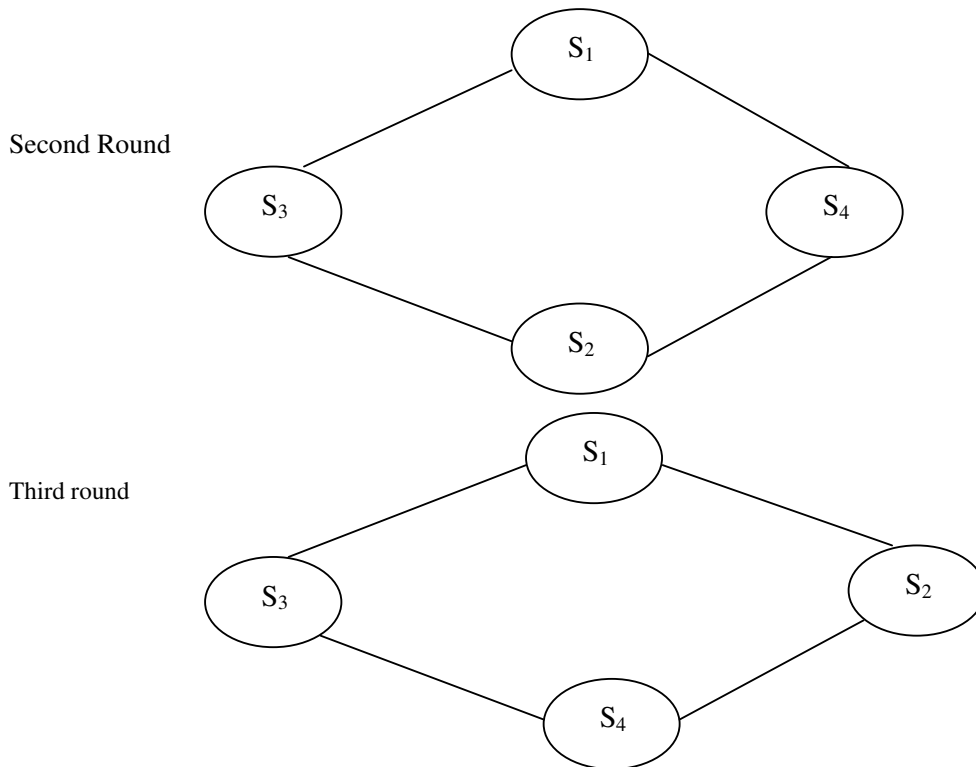 S₁
Second Round
S₃ S₄
S₂
S₁
Third round
S₃ S₂
S₄